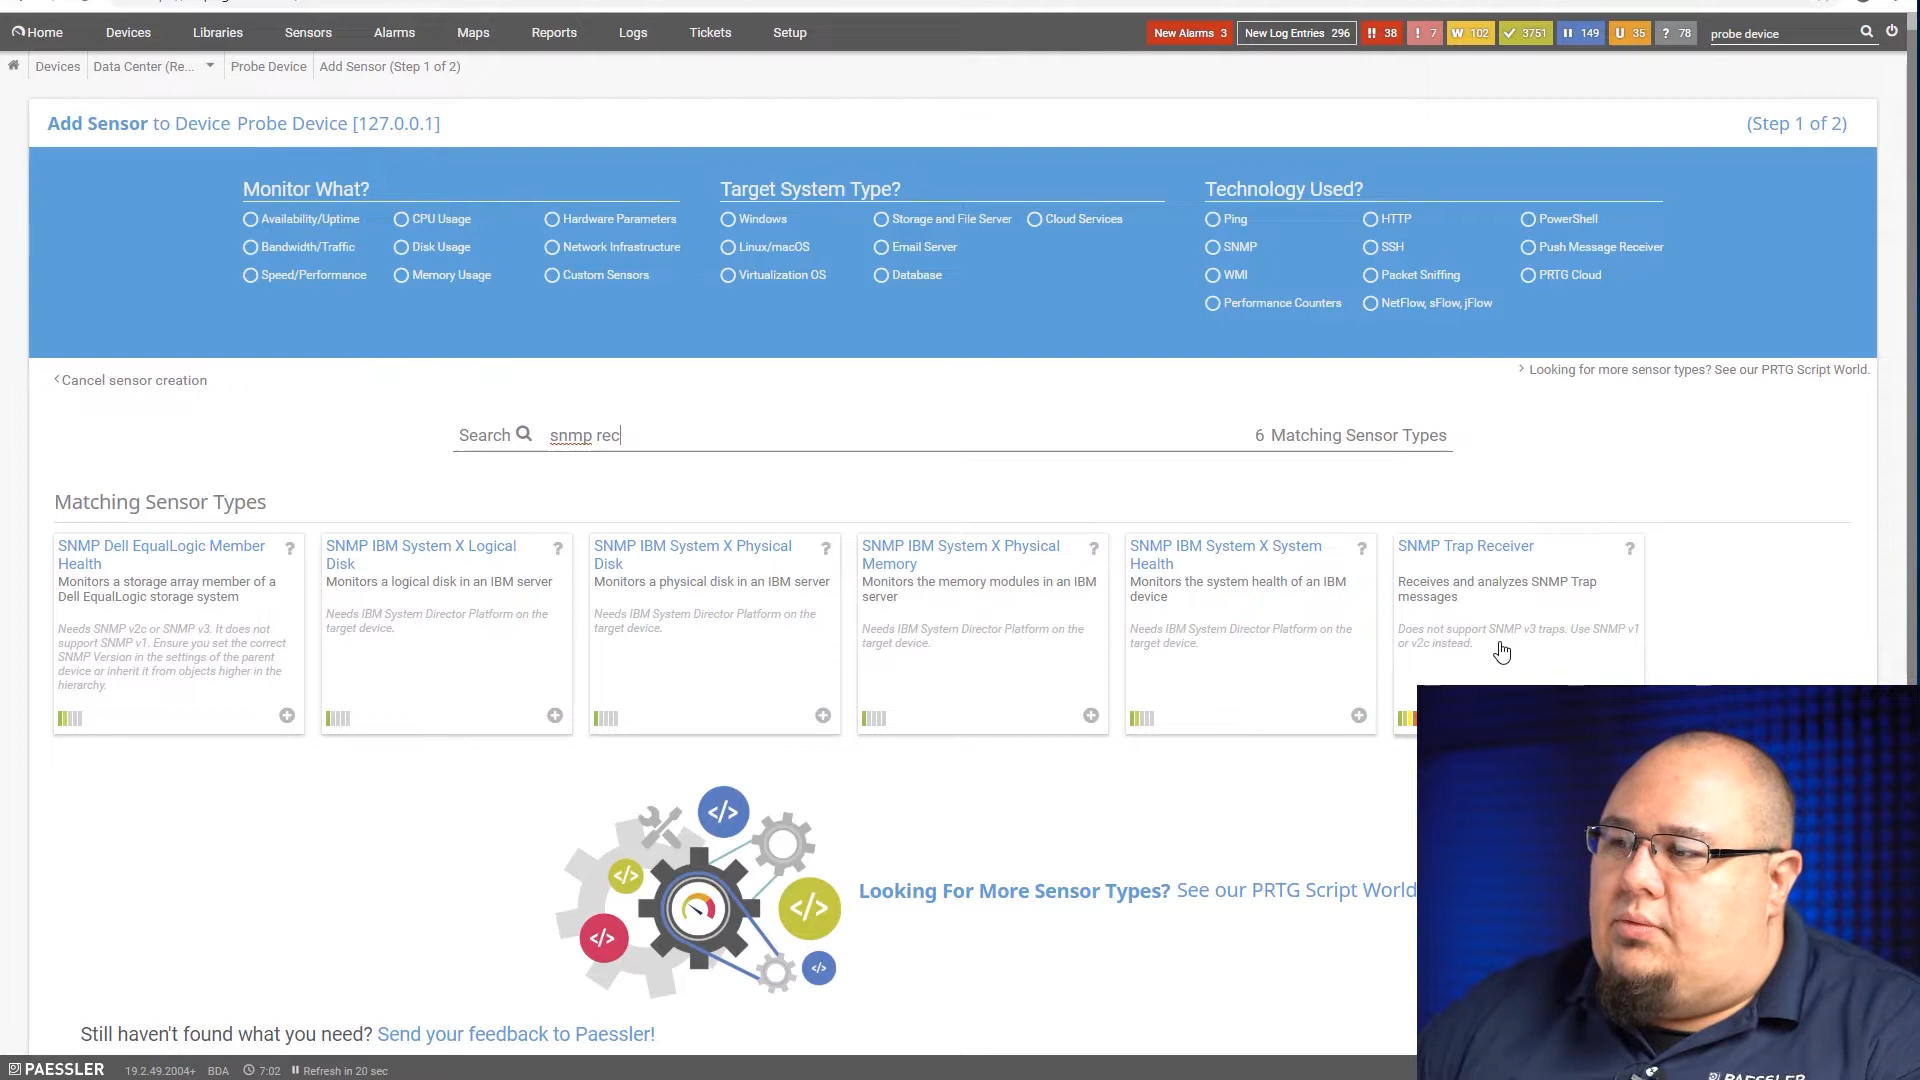 Home Devices Libraries Sensors Alarms Maps Reports Logs Tickets Setup New Alarms 3 New Log Entries 296 !! 38 ! 7 W 102 3751 149 U 35 ? 78 probe device
Devices Data Center (Re... Probe Device Add Sensor (Step 1 of 2)
Add Sensor to Device Probe Device [127.0.0.1] (Step 1 of 2)
Monitor What? Target System Type? Technology Used?
Availability/Uptime CPU Usage Hardware Parameters Windows Storage and File Server Cloud Services Ping HTTP PowerShell
Bandwidth/Traffic Disk Usage Network Infrastructure Linux/macOS Email Server SNMP SSH Push Message Receiver
Speed/Performance Memory Usage Custom Sensors Virtualization OS Database WMI Packet Sniffing PRTG Cloud
Performance Counters NetFlow, sFlow, jFlow
Cancel sensor creation Looking for more sensor types? See our PRTG Script World.
Search snmp rec 6 Matching Sensor Types
Matching Sensor Types
SNMP Dell EqualLogic Member
Health ?
Monitors a storage array member of a
Dell EqualLogic storage system
Needs SNMP v2c or SNMP v3. It does not
support SNMP v1. Ensure you set the correct
SNMP Version in the settings of the parent
device or inherit it from objects higher in the
hierarchy.
SNMP IBM System X Logical
Disk ?
Monitors a logical disk in an IBM server
Needs IBM System Director Platform on the
target device.
SNMP IBM System X Physical
Disk ?
Monitors a physical disk in an IBM server
Needs IBM System Director Platform on the
target device.
SNMP IBM System X Physical
Memory ?
Monitors the memory modules in an IBM
server
Needs IBM System Director Platform on the
target device.
SNMP IBM System X System
Health ?
Monitors the system health of an IBM
device
Needs IBM System Director Platform on the
target device.
SNMP Trap Receiver ?
Receives and analyzes SNMP Trap
messages
Does not support SNMP v3 traps. Use SNMP v1
or v2c instead.
</>
</>
</>
</>
</>
Looking For More Sensor Types? See our PRTG Script World
Still haven't found what you need? Send your feedback to Paessler!
PAESSLER 19.2.49.2004+ BDA 7:02 Refresh in 20 sec
PAESSLER